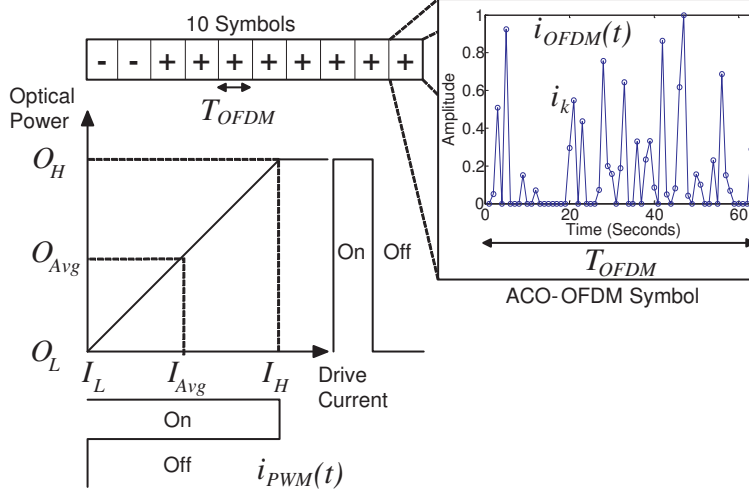 10 Symbols
- - + + + + + + + +
T_OFDM
Optical
Power
O_H
O_Avg
O_L
I_L I_Avg I_H
Drive
Current
On Off
On
Off
i_PWM(t)
i_OFDM(t)
i_k
Amplitude
1
0.8
0.6
0.4
0.2
0
0 20 40 60
Time (Seconds)
T_OFDM
ACO-OFDM Symbol